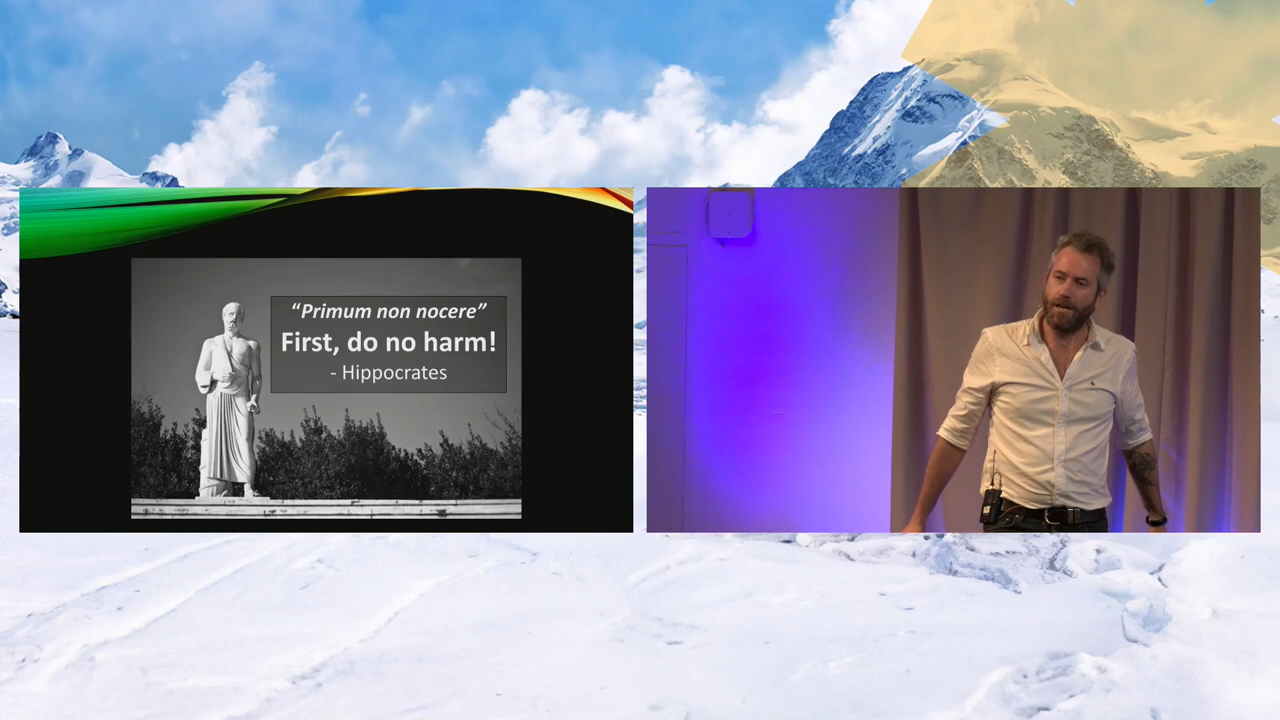 “Primum non nocere”
First, do no harm!
- Hippocrates